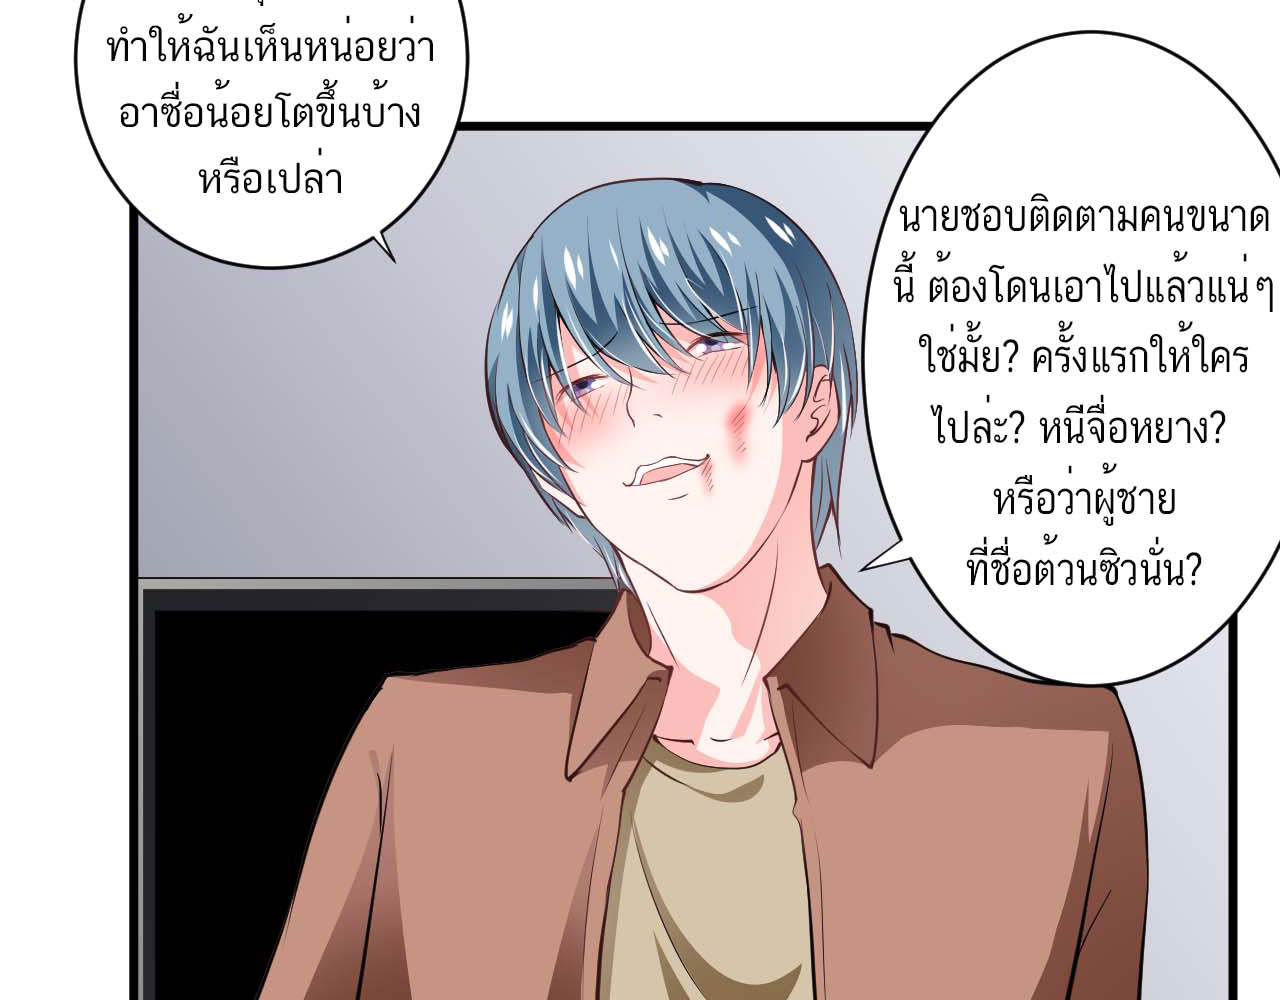 ทำให้ฉันเห็นหน่อยว่า
อาซื่อน้อยโตขึ้นบ้าง
หรือเปล่า
นายชอบติดตามคนขนาด
นี้ ต้องโดนเอาไปแล้วแน่ๆ
ใช่มั้ย? ครั้งแรกให้ใคร
ไปล่ะ? หนีจื่อหยาง?
หรือว่าผู้ชาย
ที่ชื่อต้วนซิวนั่น?